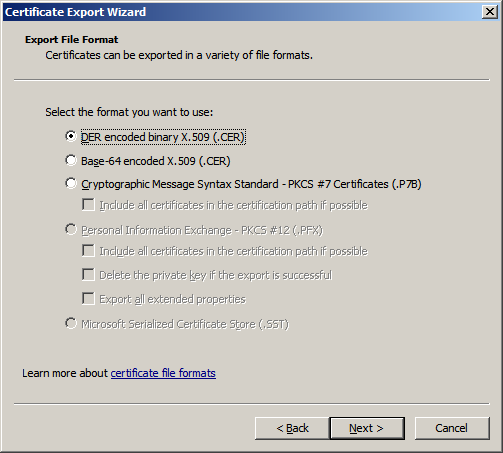 Certificate Export Wizard
Export File Format
Certificates can be exported in a variety of file formats.
Select the format you want to use:
DER encoded binary X.509 (.CER)
Base-64 encoded X.509 (.CER)
Cryptographic Message Syntax Standard - PKCS #7 Certificates (.P7B)
Include all certificates in the certification path if possible
Personal Information Exchange - PKCS #12 (.PFX)
Include all certificates in the certification path if possible
Delete the private key if the export is successful
Export all extended properties
Microsoft Serialized Certificate Store (.SST)
Learn more about certificate file formats
< Back Next > Cancel